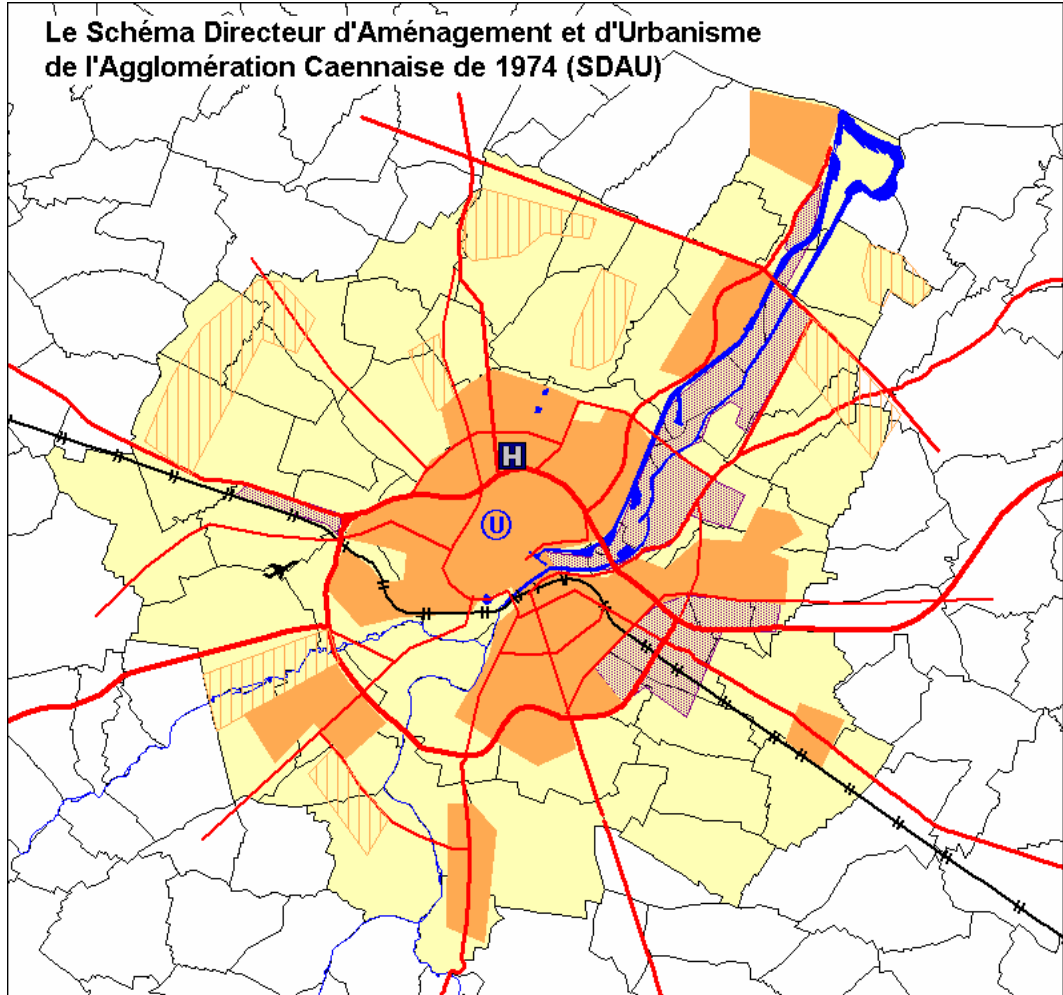 Le Schéma Directeur d'Aménagement et d'Urbanisme
de l'Agglomération Caennaise de 1974 (SDAU)
H
U